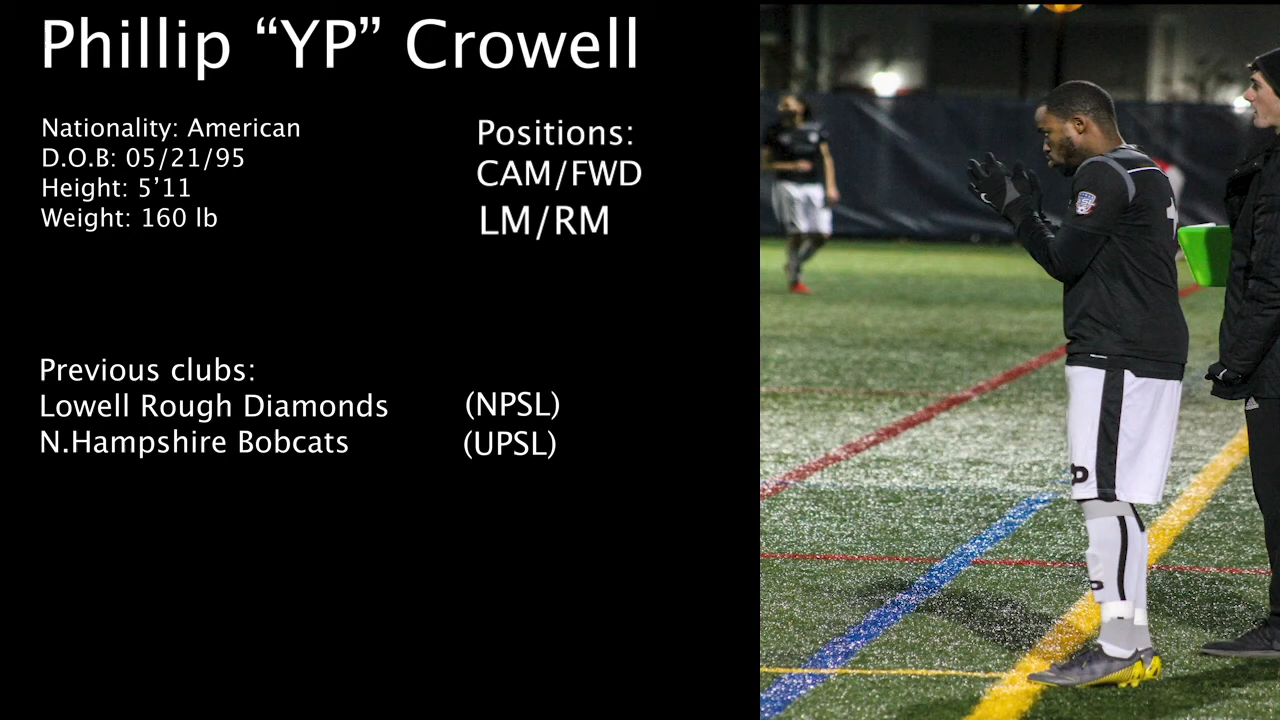 Phillip “YP” Crowell
Nationality: American
D.O.B: 05/21/95
Height: 5’11
Weight: 160 lb
Positions:
CAM/FWD
LM/RM
Previous clubs:
Lowell Rough Diamonds (NPSL)
N.Hampshire Bobcats (UPSL)